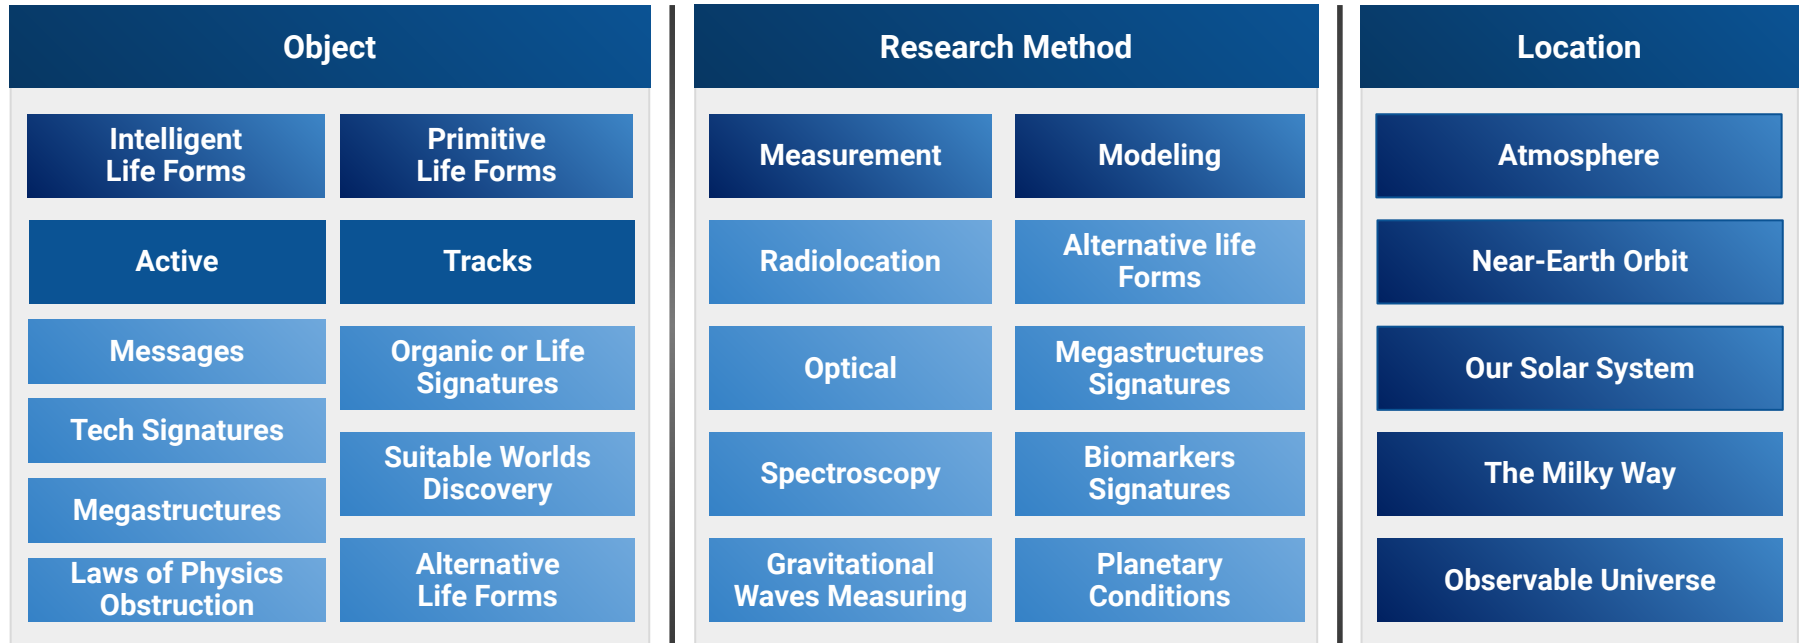 Object
Intelligent
Life Forms
Primitive
Life Forms
Active
Tracks
Messages
Tech Signatures
Megastructures
Laws of Physics
Obstruction
Organic or Life
Signatures
Suitable Worlds
Discovery
Alternative
Life Forms
Research Method
Measurement
Modeling
Radiolocation
Optical
Spectroscopy
Gravitational
Waves Measuring
Alternative life
Forms
Megastructures
Signatures
Biomarkers
Signatures
Planetary
Conditions
Location
Atmosphere
Near-Earth Orbit
Our Solar System
The Milky Way
Observable Universe